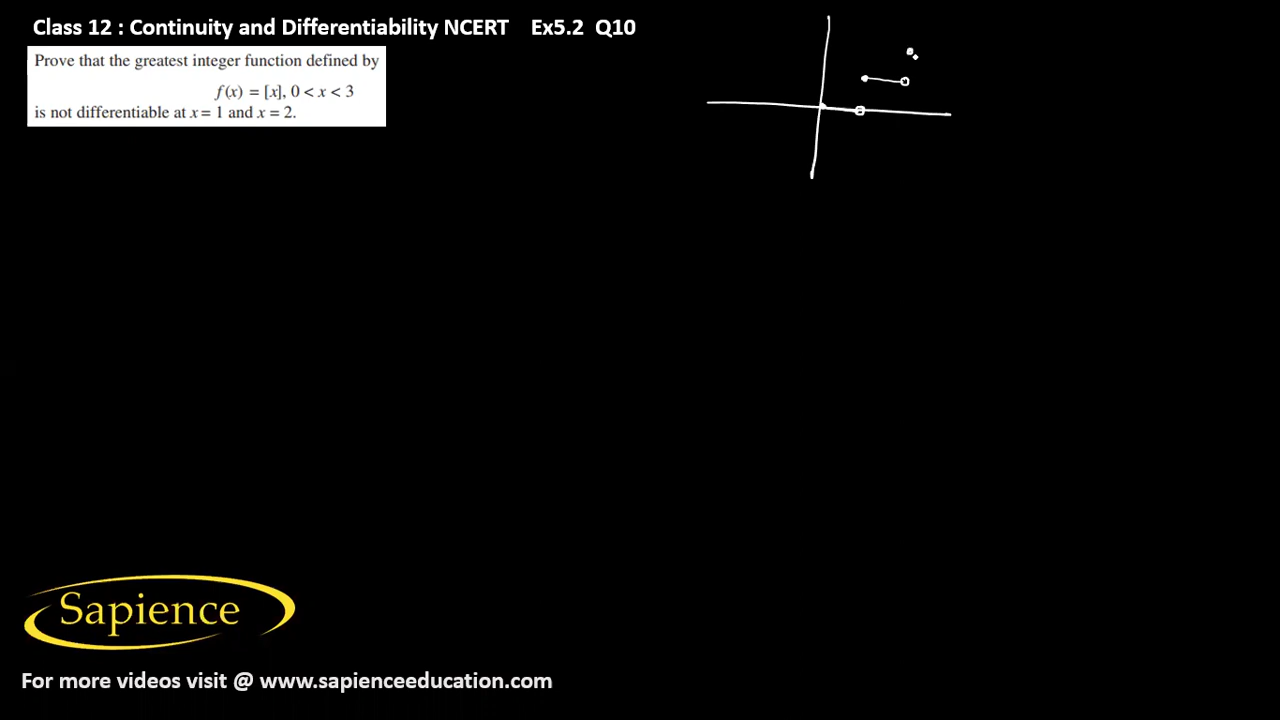 Class 12 : Continuity and Differentiability NCERT Ex5.2 Q10
Prove that the greatest integer function defined by
f(x) = [x], 0 < x < 3
is not differentiable at x = 1 and x = 2.
Sapience
For more videos visit @ www.sapienceeducation.com